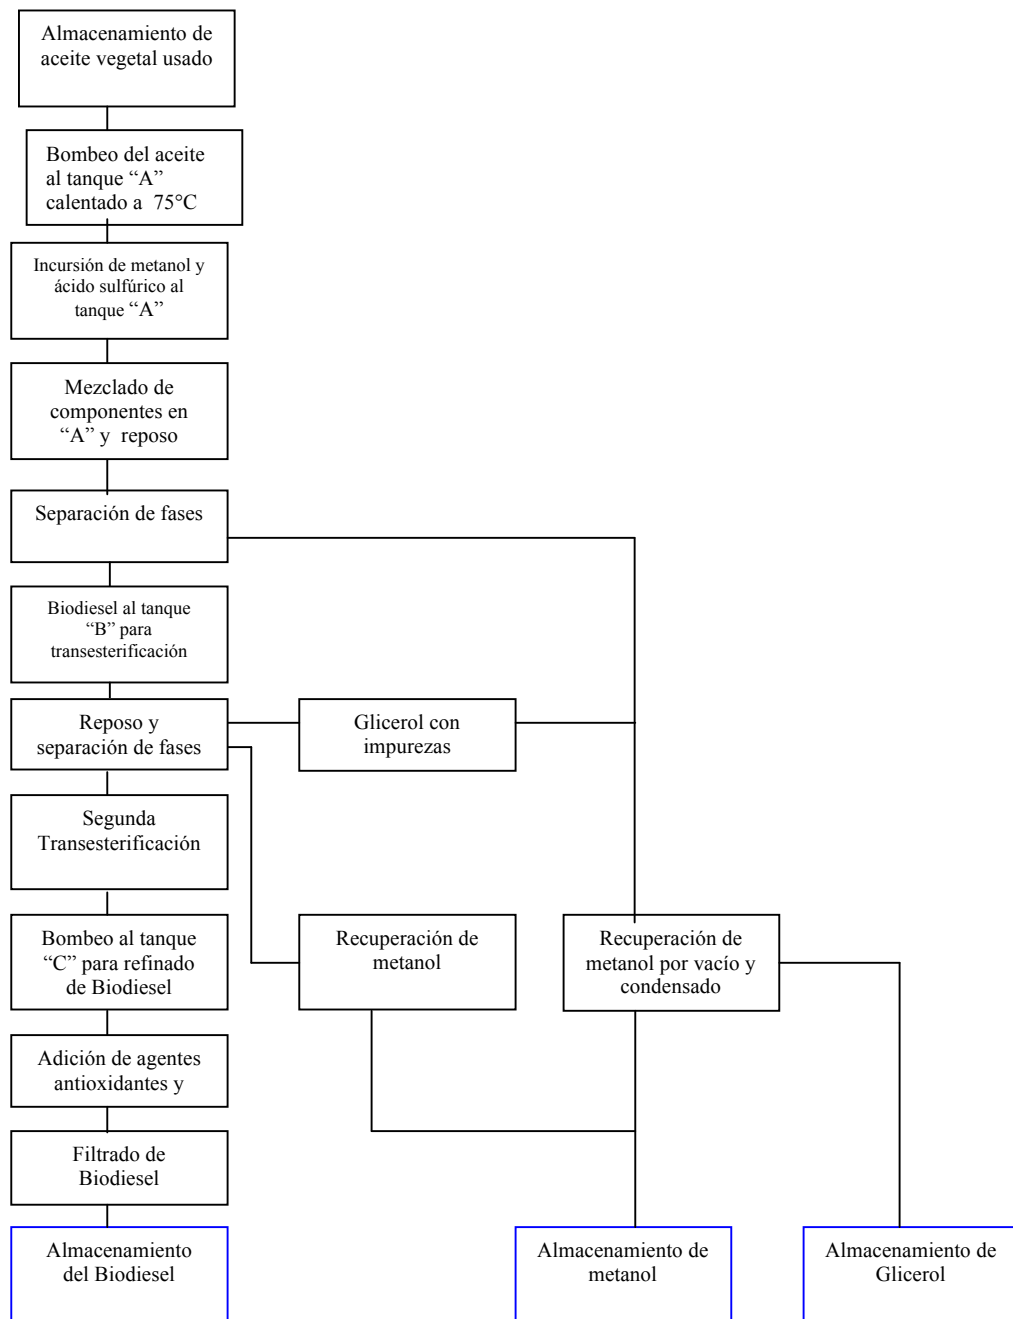 Almacenamiento de
aceite vegetal usado
Bombeo del aceite
al tanque “A”
calentado a 75°C
Incursión de metanol y
ácido sulfúrico al
tanque “A”
Mezclado de
componentes en
“A” y reposo
Separación de fases
Biodiesel al tanque
“B” para
transesterificación
Reposo y
separación de fases
Glicerol con
impurezas
Segunda
Transesterificación
Bombeo al tanque
“C” para refinado
de Biodiesel
Recuperación de
metanol
Recuperación de
metanol por vacío y
condensado
Adición de agentes
antioxidantes y
Filtrado de
Biodiesel
Almacenamiento
del Biodiesel
Almacenamiento de
metanol
Almacenamiento de
Glicerol